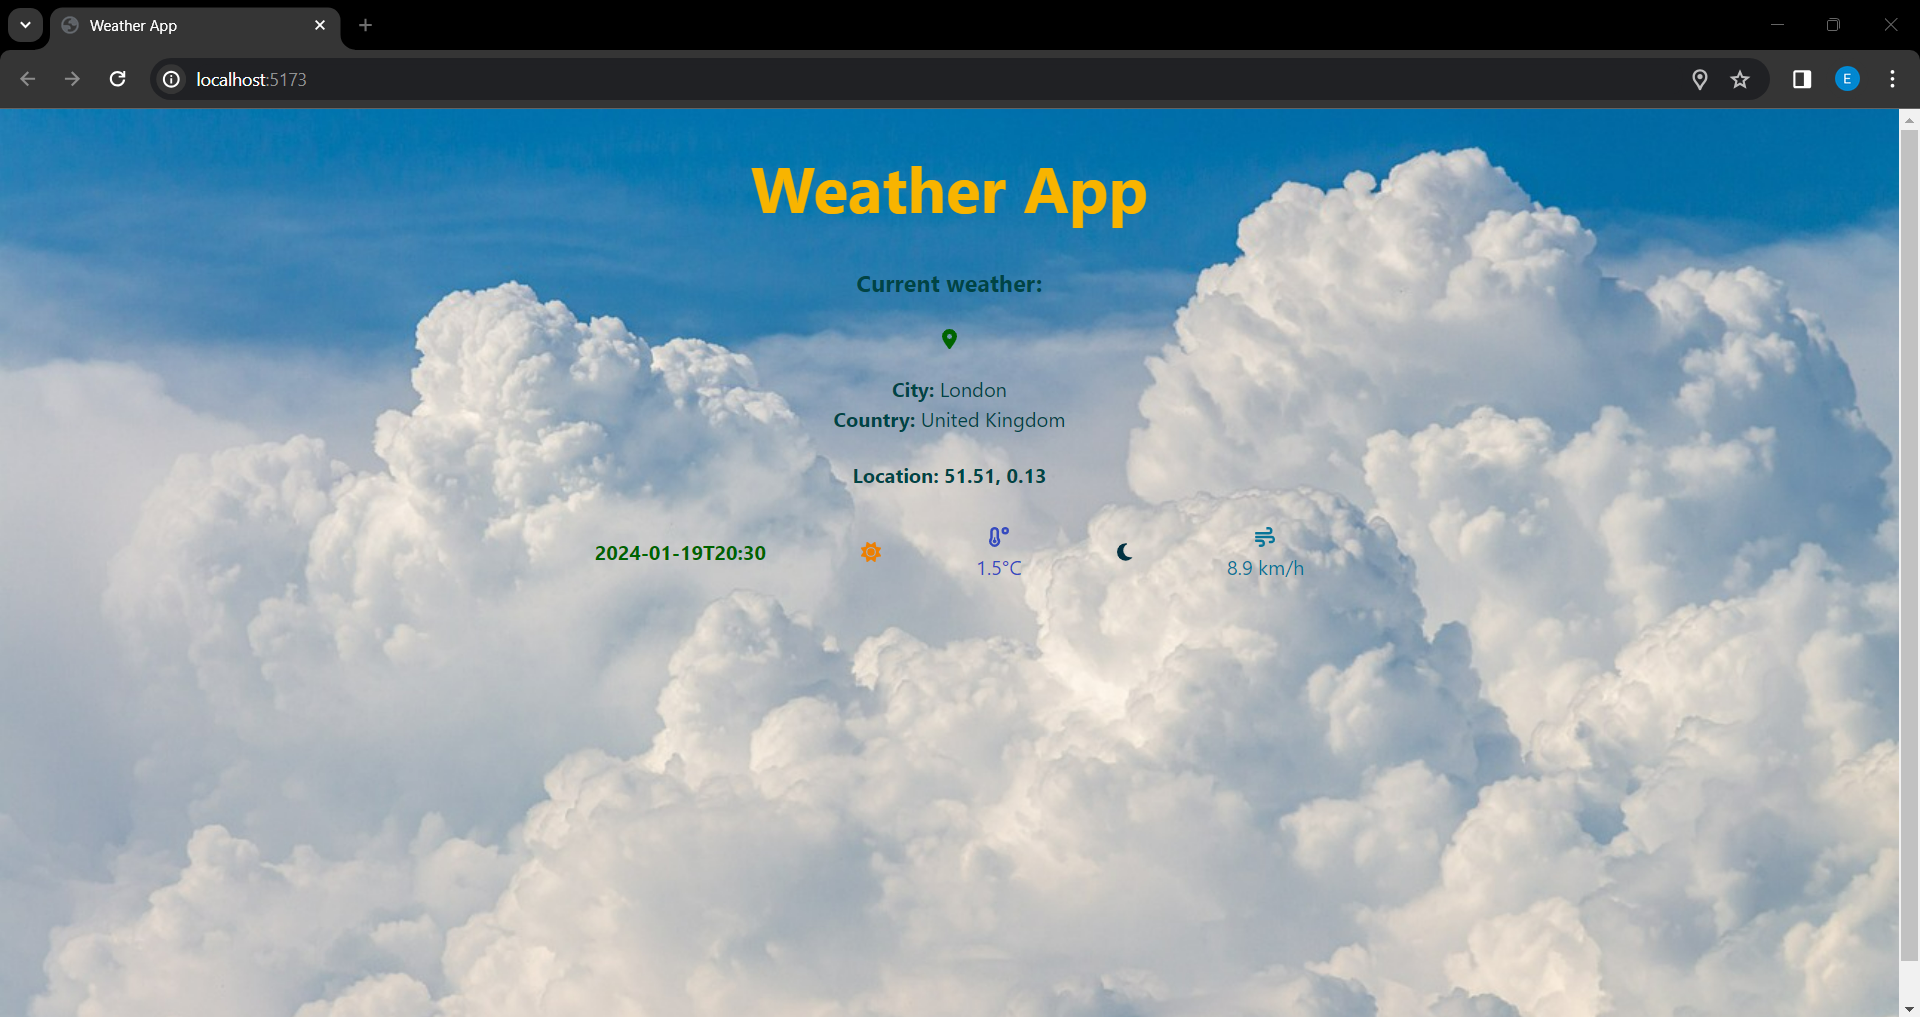 Weather App
localhost:5173
E
Weather App
Current weather:
City: London
Country: United Kingdom
Location: 51.51, 0.13
2024-01-19T20:30
1.5°C
8.9 km/h